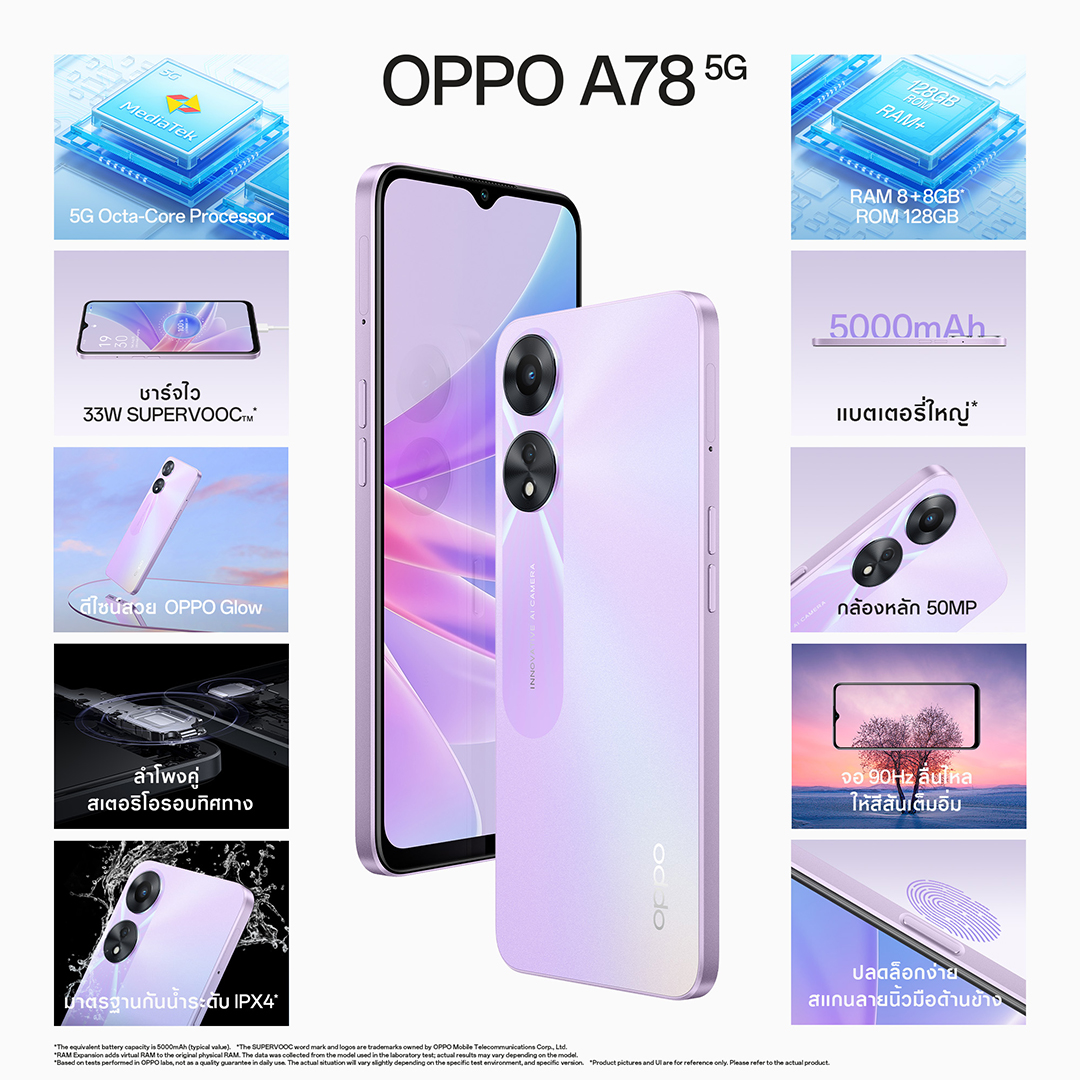 OPPO A78 5G
5G
MediaTek
5G Octa-Core Processor
128GB
ROM
RAM+
RAM 8+8GB*
ROM 128GB
19
30
100%
ชาร์จไว
33W SUPERVOOC™*
5000mAh
แบตเตอรี่ใหญ่*
ดีไซน์สวย OPPO Glow
INNOVATIVE AI CAMERA
กล้องหลัก 50MP
AI CAMERA
ลำโพงคู่
สเตอริโอรอบทิศทาง
จอ 90Hz ลื่นไหล
ให้สีสันเต็มอิ่ม
oppo
มาตรฐานกันน้ำระดับ IPX4*
ปลดล็อกง่าย
สแกนลายนิ้วมือด้านข้าง
*The equivalent battery capacity is 5000mAh (typical value). *The SUPERVOOC word mark and logos are trademarks owned by OPPO Mobile Telecommunications Corp., Ltd.
*RAM Expansion adds virtual RAM to the original physical RAM. The data was collected from the model used in the laboratory test; actual results may vary depending on the model.
*Based on tests performed in OPPO labs, not as a quality guarantee in daily use. The actual situation will vary slightly depending on the specific test environment, and specific version. *Product pictures and UI are for reference only. Please refer to the actual product.